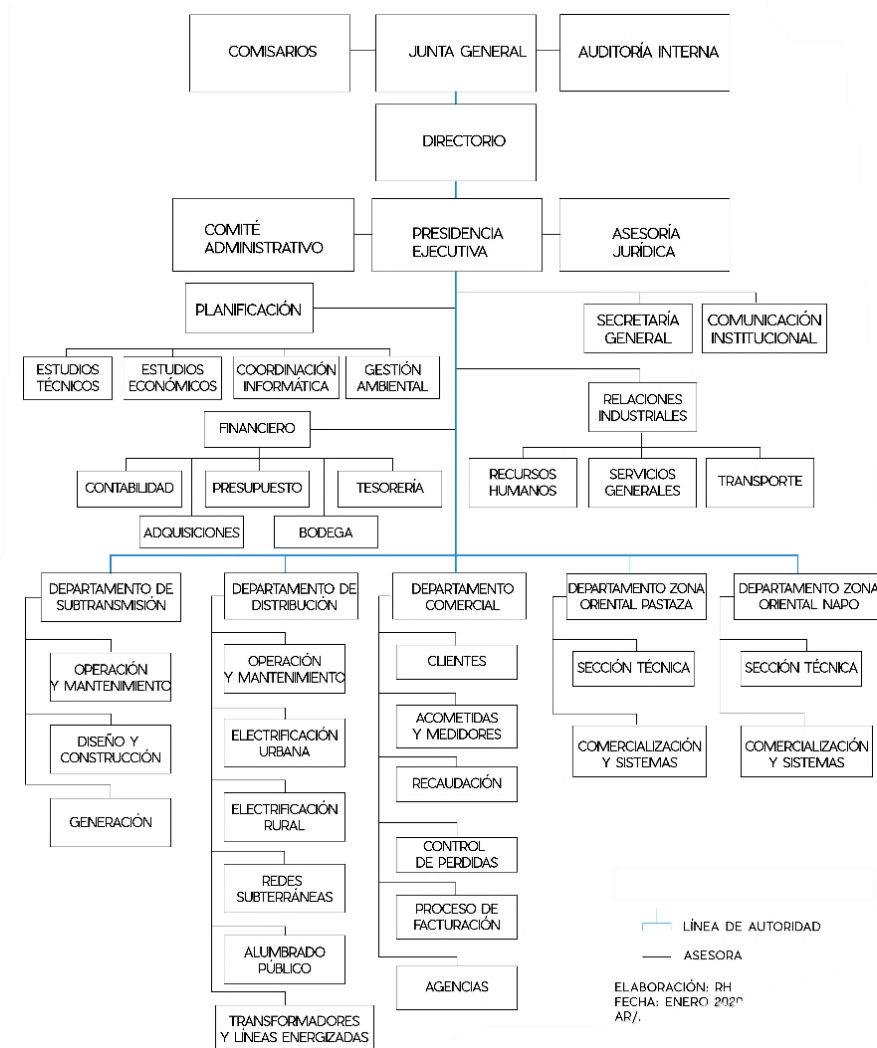 COMISARIOS
JUNTA GENERAL
AUDITORÍA INTERNA
DIRECTORIO
COMITÉ
ADMINISTRATIVO
PRESIDENCIA
EJECUTIVA
ASESORÍA
JURÍDICA
PLANIFICACIÓN
SECRETARÍA
GENERAL
COMUNICACIÓN
INSTITUCIONAL
ESTUDIOS
TÉCNICOS
ESTUDIOS
ECONÓMICOS
COORDINACIÓN
INFORMÁTICA
GESTIÓN
AMBIENTAL
RELACIONES
INDUSTRIALES
FINANCIERO
CONTABILIDAD
PRESUPUESTO
TESORERÍA
RECURSOS
HUMANOS
SERVICIOS
GENERALES
TRANSPORTE
ADQUISICIONES
BODEGA
DEPARTAMENTO DE
SUBTRANSMISIÓN
OPERACIÓN
Y MANTENIMIENTO
DISEÑO Y
CONSTRUCCIÓN
GENERACIÓN
DEPARTAMENTO DE
DISTRIBUCIÓN
OPERACIÓN
Y MANTENIMIENTO
ELECTRIFICACIÓN
URBANA
ELECTRIFICACIÓN
RURAL
REDES
SUBTERRÁNEAS
ALUMBRADO
PÚBLICO
TRANSFORMADORES
Y LÍNEAS ENERGIZADAS
DEPARTAMENTO
COMERCIAL
CLIENTES
ACOMETIDAS
Y MEDIDORES
RECAUDACIÓN
CONTROL
DE PERDIDAS
PROCESO DE
FACTURACIÓN
AGENCIAS
DEPARTAMENTO ZONA
ORIENTAL PASTAZA
SECCIÓN TÉCNICA
COMERCIALIZACIÓN
Y SISTEMAS
DEPARTAMENTO ZONA
ORIENTAL NAPO
SECCIÓN TÉCNICA
COMERCIALIZACIÓN
Y SISTEMAS
LÍNEA DE AUTORIDAD
ASESORA
ELABORACIÓN: RH
FECHA: ENERO 2020
AR/.